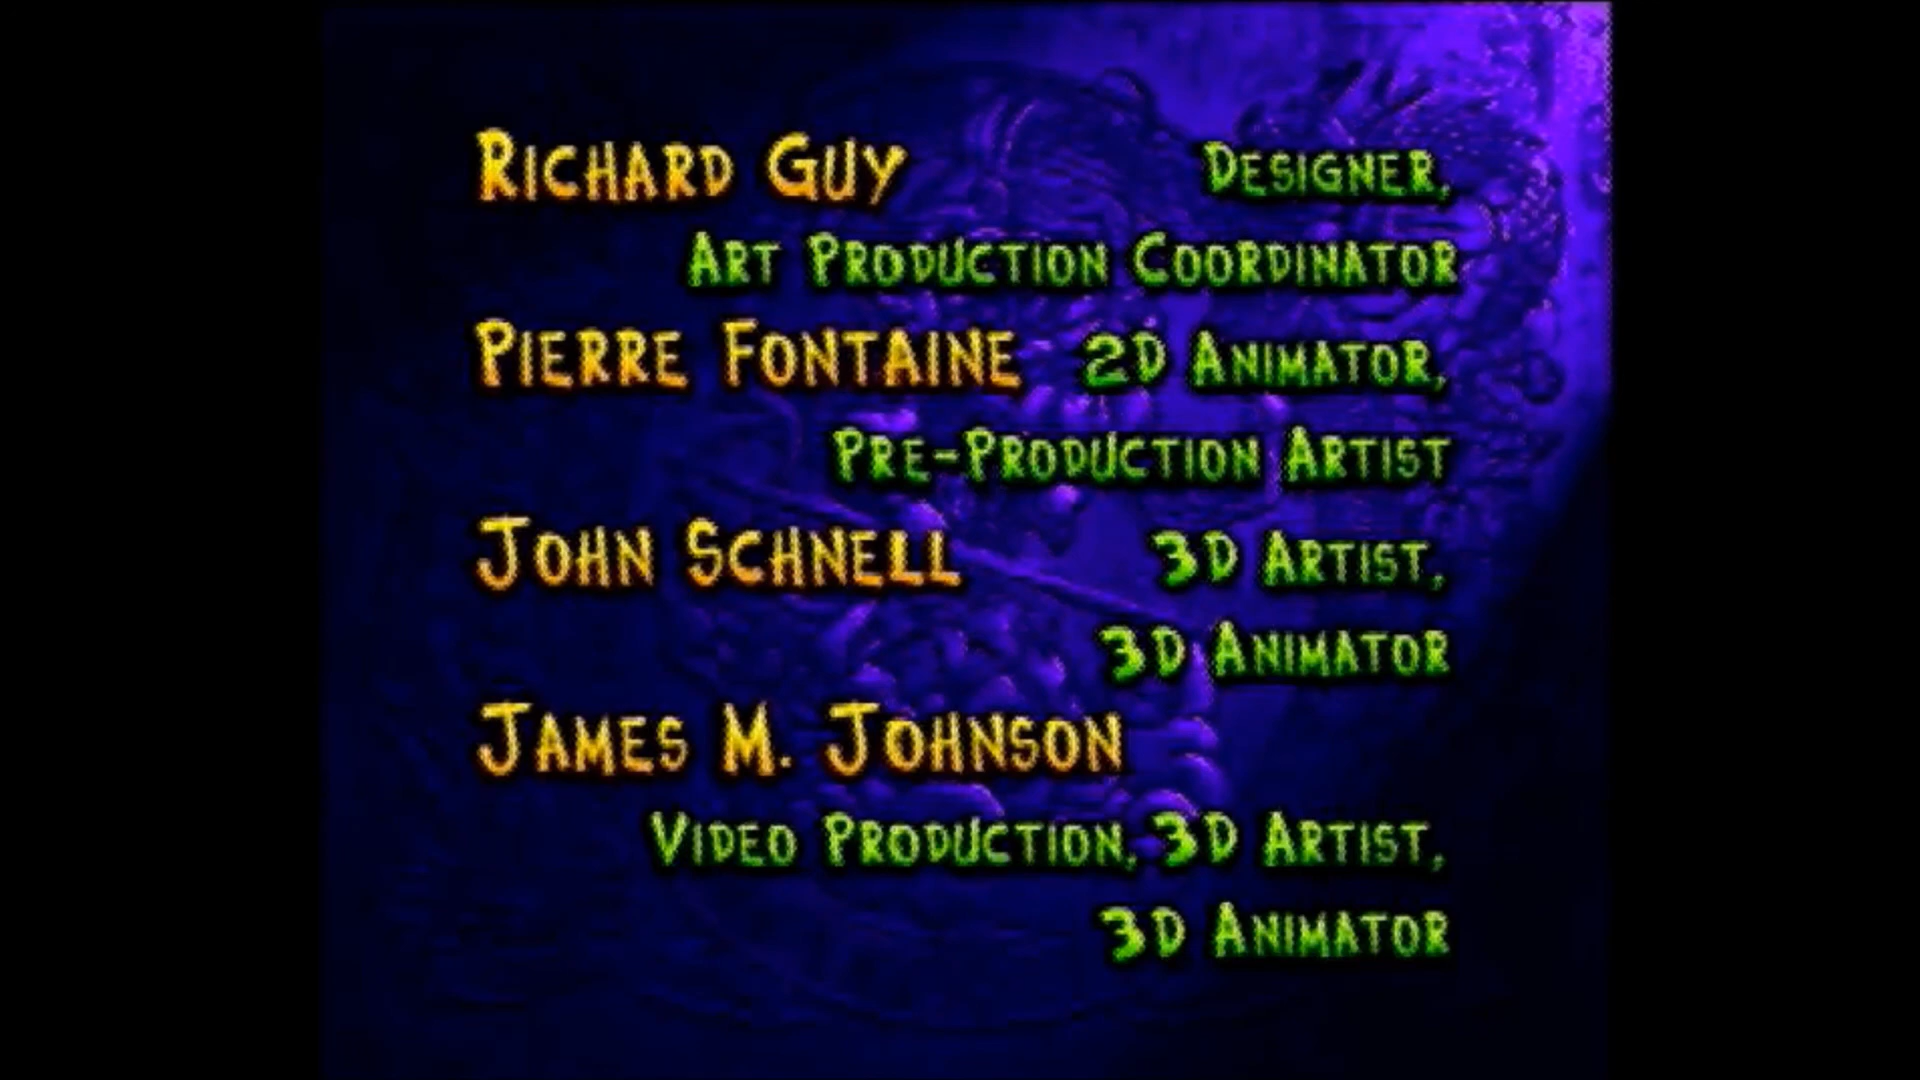 Richard Guy Designer,
Art Production Coordinator
Pierre Fontaine 2D Animator,
Pre-Production Artist
John Schnell 3D Artist,
3D Animator
James M. Johnson
Video Production, 3D Artist,
3D Animator